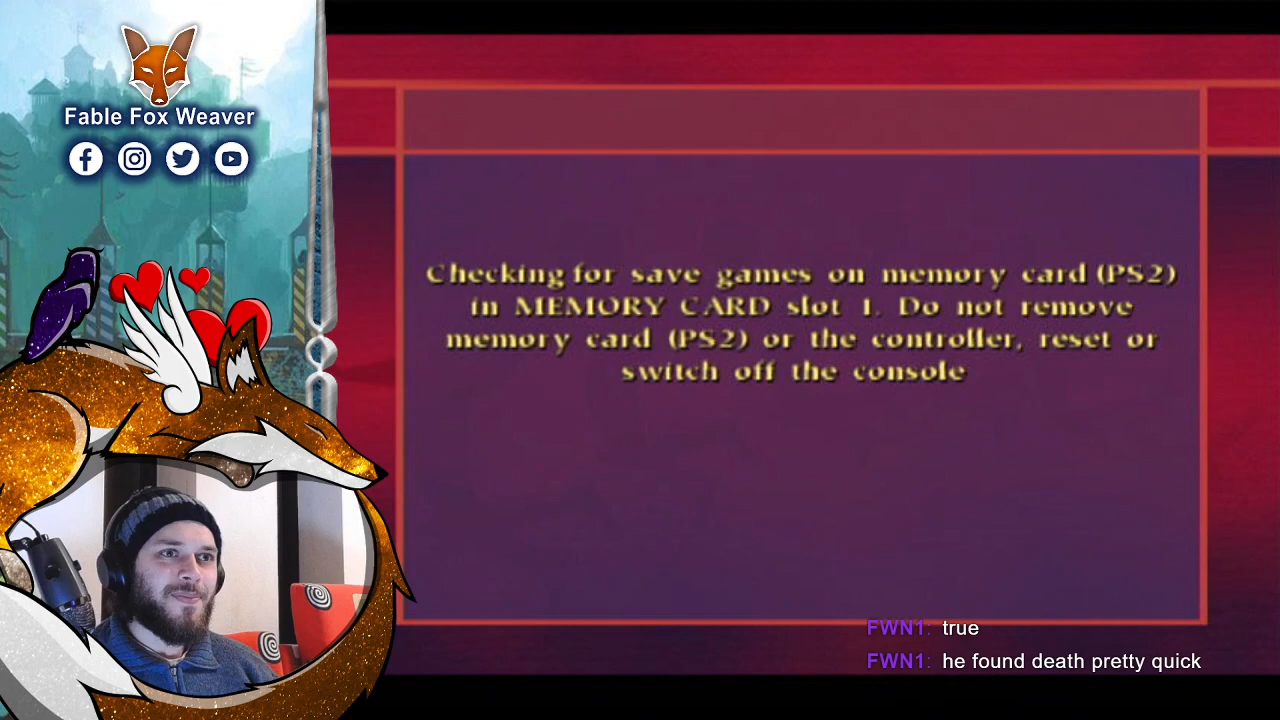 Fable Fox Weaver
Checking for save games on memory card (PS2)
in MEMORY CARD slot 1. Do not remove
memory card (PS2) or the controller, reset or
switch off the console
FWN1: true
FWN1: he found death pretty quick